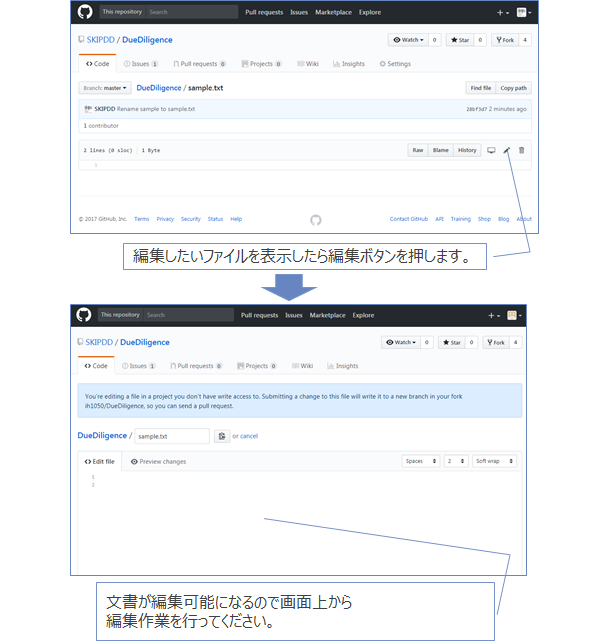 This repository Search Pull requests Issues Marketplace Explore
SKIPDD / DueDiligence Watch 0 Star 0 Fork 4
Code Issues 1 Pull requests 0 Projects 0 Wiki Insights Settings
Branch: master DueDiligence / sample.txt Find file Copy path
SKIPDD Rename sample to sample.txt 28bf3d7 2 minutes ago
1 contributor
2 lines (0 sloc) 1 Byte Raw Blame History
1
© 2017 GitHub, Inc. Terms Privacy Security Status Help Contact GitHub API Training Shop Blog About
編集したいファイルを表示したら編集ボタンを押します。
This repository Search Pull requests Issues Marketplace Explore
SKIPDD / DueDiligence Watch 0 Star 0 Fork 4
Code Issues 1 Pull requests 0 Projects 0 Wiki Insights
You're editing a file in a project you don't have write access to. Submitting a change to this file will write it to a new branch in your fork
ih1050/DueDiligence, so you can send a pull request.
DueDiligence / sample.txt or cancel
Edit file Preview changes Spaces 2 Soft wrap
1
2
文書が編集可能になるので画面上から
編集作業を行ってください。